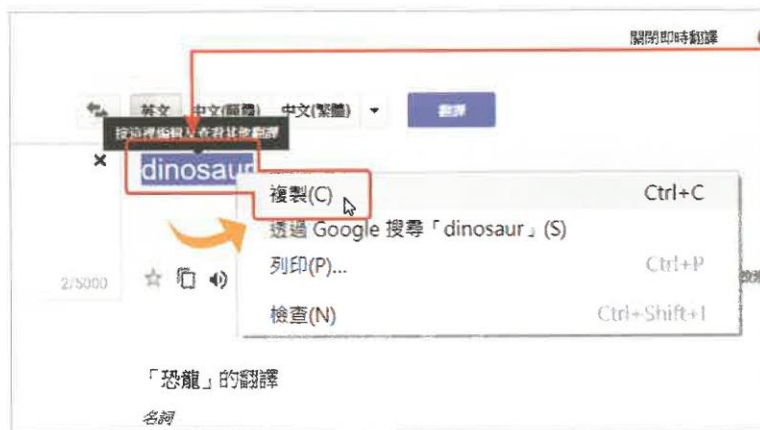 關閉即時翻譯
英文 中文(簡體) 中文(繁體) 翻譯
按這裡編輯及查看其他翻譯
dinosaur
複製(C) Ctrl+C
透過 Google 搜尋「dinosaur」(S)
2/5000
列印(P)... Ctrl+P
檢查(N) Ctrl+Shift+I
「恐龍」的翻譯
名詞